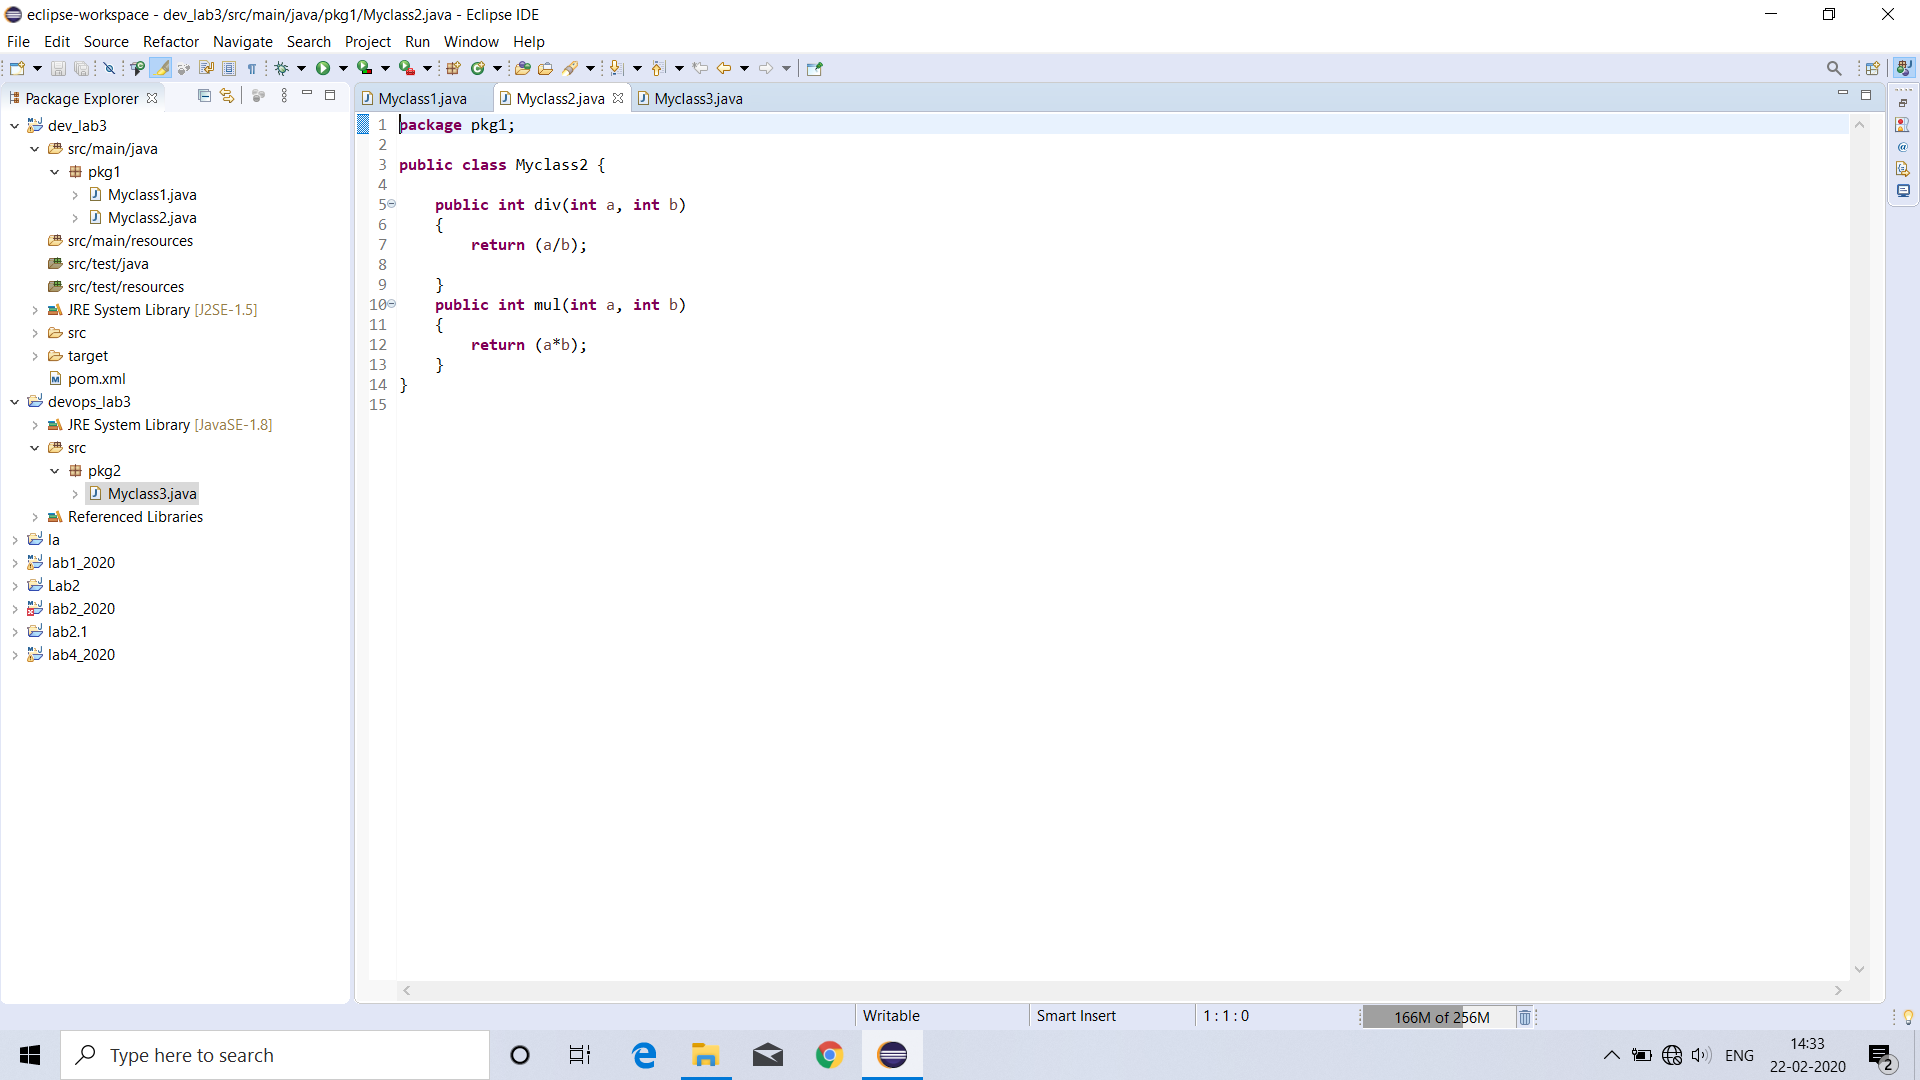 eclipse-workspace - dev_lab3/src/main/java/pkg1/Myclass2.java - Eclipse IDE
File Edit Source Refactor Navigate Search Project Run Window Help
Package Explorer
dev_lab3
src/main/java
pkg1
Myclass1.java
Myclass2.java
src/main/resources
src/test/java
src/test/resources
JRE System Library [J2SE-1.5]
src
target
pom.xml
devops_lab3
JRE System Library [JavaSE-1.8]
src
pkg2
Myclass3.java
Referenced Libraries
la
lab1_2020
Lab2
lab2_2020
lab2.1
lab4_2020
Myclass1.java Myclass2.java Myclass3.java
1 package pkg1;
2
3 public class Myclass2 {
4
5 public int div(int a, int b)
6 {
7 return (a/b);
8
9 }
10 public int mul(int a, int b)
11 {
12 return (a*b);
13 }
14 }
15
Writable Smart Insert 1 : 1 : 0 166M of 256M
Type here to search
ENG
14:33
22-02-2020
2